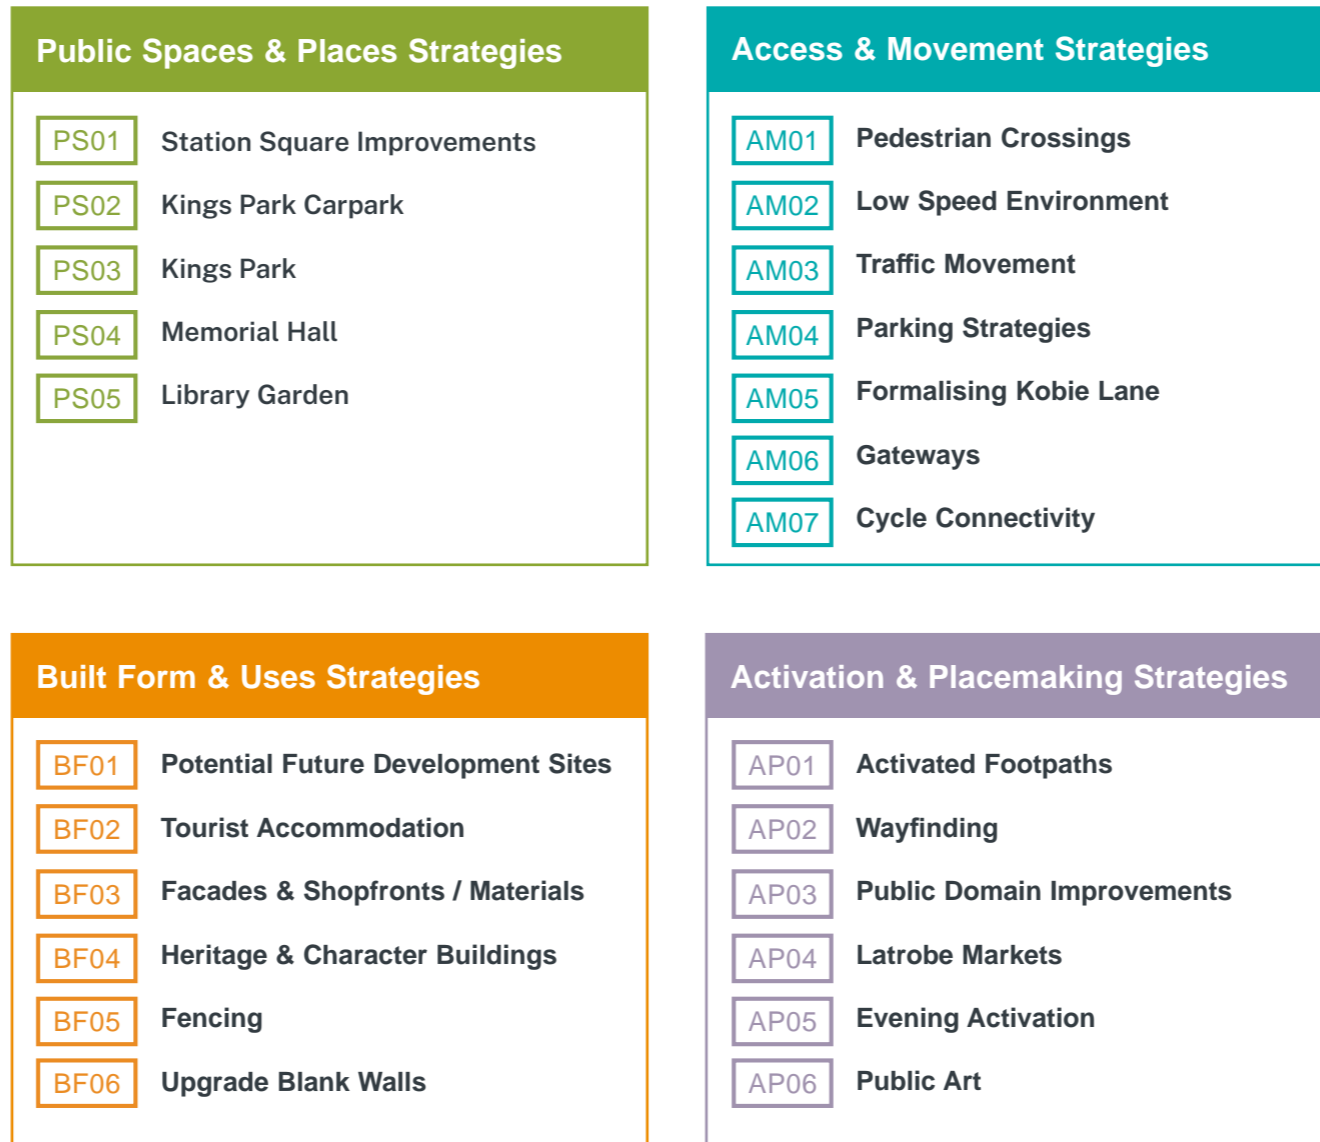 Public Spaces & Places Strategies
PS01 Station Square Improvements
PS02 Kings Park Carpark
PS03 Kings Park
PS04 Memorial Hall
PS05 Library Garden
Access & Movement Strategies
AM01 Pedestrian Crossings
AM02 Low Speed Environment
AM03 Traffic Movement
AM04 Parking Strategies
AM05 Formalising Kobie Lane
AM06 Gateways
AM07 Cycle Connectivity
Built Form & Uses Strategies
BF01 Potential Future Development Sites
BF02 Tourist Accommodation
BF03 Facades & Shopfronts / Materials
BF04 Heritage & Character Buildings
BF05 Fencing
BF06 Upgrade Blank Walls
Activation & Placemaking Strategies
AP01 Activated Footpaths
AP02 Wayfinding
AP03 Public Domain Improvements
AP04 Latrobe Markets
AP05 Evening Activation
AP06 Public Art